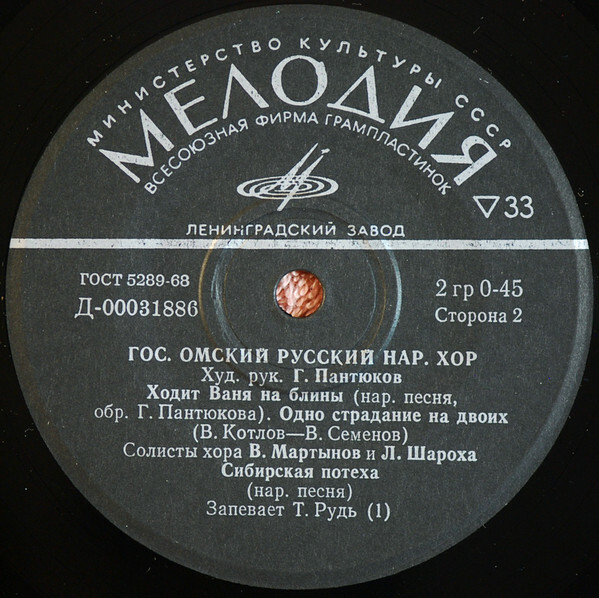 МИНИСТЕРСТВО КУЛЬТУРЫ СССР
МЕЛОДИЯ
ВСЕСОЮЗНАЯ ФИРМА ГРАМПЛАСТИНОК
▽33
ЛЕНИНГРАДСКИЙ ЗАВОД
ГОСТ 5289-68
Д-00031886
2 гр 0-45
Сторона 2
ГОС. ОМСКИЙ РУССКИЙ НАР. ХОР
Худ. рук. Г. Пантюков
Ходит Ваня на блины (нар. песня,
обр. Г. Пантюкова). Одно страдание на двоих
(В. Котлов—В. Семенов)
Солисты хора В. Мартынов и Л. Шароха
Сибирская потеха
(нар. песня)
Запевает Т. Рудь (1)